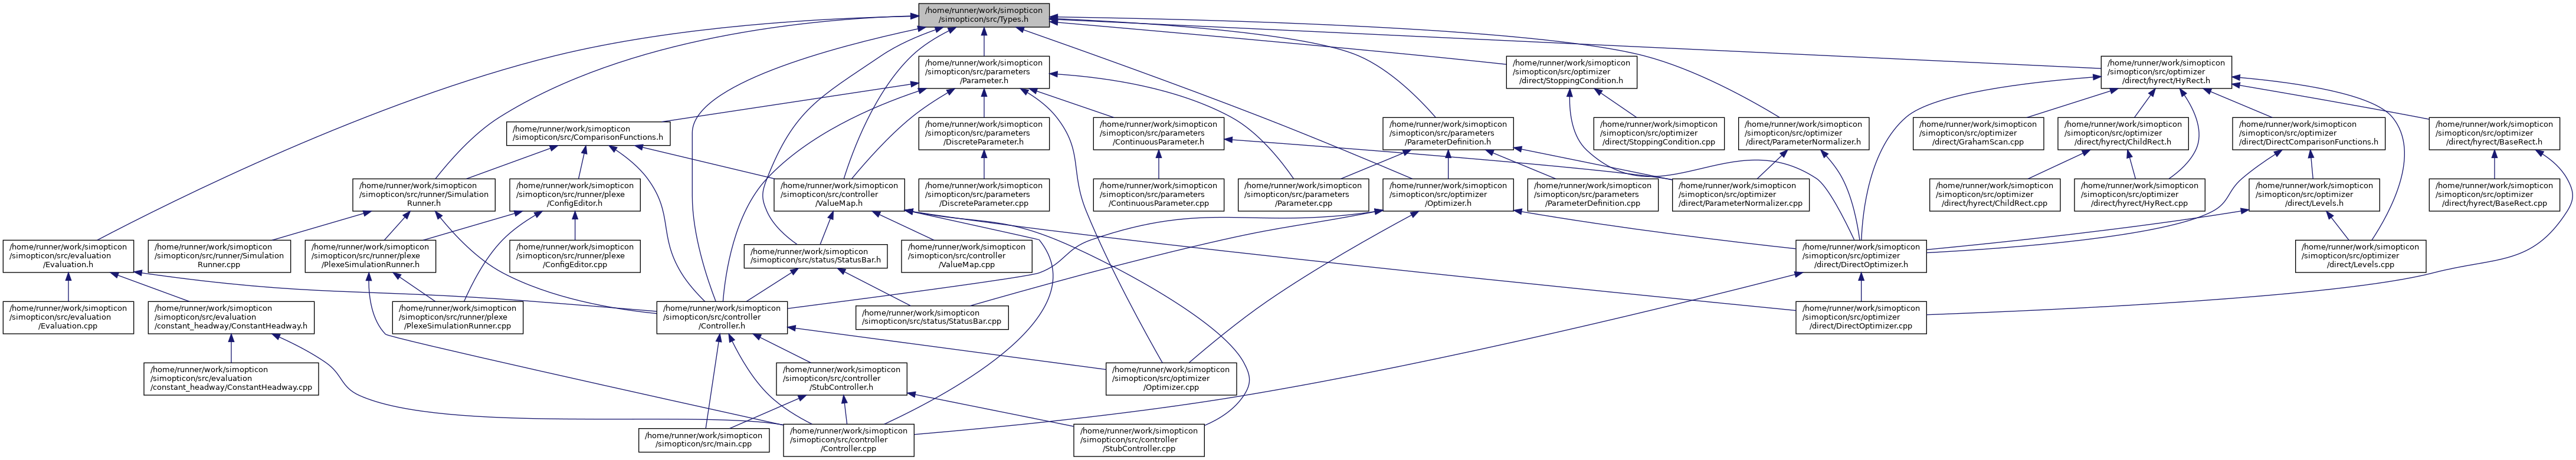 /home/runner/work/simopticon
/simopticon/src/Types.h
/home/runner/work/simopticon
/simopticon/src/parameters
/Parameter.h
/home/runner/work/simopticon
/simopticon/src/optimizer
/direct/StoppingCondition.h
/home/runner/work/simopticon
/simopticon/src/optimizer
/direct/hyrect/HyRect.h
/home/runner/work/simopticon
/simopticon/src/ComparisonFunctions.h
/home/runner/work/simopticon
/simopticon/src/parameters
/DiscreteParameter.h
/home/runner/work/simopticon
/simopticon/src/parameters
/ContinuousParameter.h
/home/runner/work/simopticon
/simopticon/src/parameters
/ParameterDefinition.h
/home/runner/work/simopticon
/simopticon/src/optimizer
/direct/StoppingCondition.cpp
/home/runner/work/simopticon
/simopticon/src/optimizer
/direct/ParameterNormalizer.h
/home/runner/work/simopticon
/simopticon/src/optimizer
/direct/GrahamScan.cpp
/home/runner/work/simopticon
/simopticon/src/optimizer
/direct/hyrect/ChildRect.h
/home/runner/work/simopticon
/simopticon/src/optimizer
/direct/DirectComparisonFunctions.h
/home/runner/work/simopticon
/simopticon/src/optimizer
/direct/hyrect/BaseRect.h
/home/runner/work/simopticon
/simopticon/src/runner/Simulation
Runner.h
/home/runner/work/simopticon
/simopticon/src/runner/plexe
/ConfigEditor.h
/home/runner/work/simopticon
/simopticon/src/controller
/ValueMap.h
/home/runner/work/simopticon
/simopticon/src/parameters
/DiscreteParameter.cpp
/home/runner/work/simopticon
/simopticon/src/parameters
/ContinuousParameter.cpp
/home/runner/work/simopticon
/simopticon/src/parameters
/Parameter.cpp
/home/runner/work/simopticon
/simopticon/src/optimizer
/Optimizer.h
/home/runner/work/simopticon
/simopticon/src/parameters
/ParameterDefinition.cpp
/home/runner/work/simopticon
/simopticon/src/optimizer
/direct/ParameterNormalizer.cpp
/home/runner/work/simopticon
/simopticon/src/optimizer
/direct/hyrect/ChildRect.cpp
/home/runner/work/simopticon
/simopticon/src/optimizer
/direct/hyrect/HyRect.cpp
/home/runner/work/simopticon
/simopticon/src/optimizer
/direct/Levels.h
/home/runner/work/simopticon
/simopticon/src/optimizer
/direct/hyrect/BaseRect.cpp
/home/runner/work/simopticon
/simopticon/src/evaluation
/Evaluation.h
/home/runner/work/simopticon
/simopticon/src/runner/Simulation
Runner.cpp
/home/runner/work/simopticon
/simopticon/src/runner/plexe
/PlexeSimulationRunner.h
/home/runner/work/simopticon
/simopticon/src/runner/plexe
/ConfigEditor.cpp
/home/runner/work/simopticon
/simopticon/src/status/StatusBar.h
/home/runner/work/simopticon
/simopticon/src/controller
/ValueMap.cpp
/home/runner/work/simopticon
/simopticon/src/optimizer
/direct/DirectOptimizer.h
/home/runner/work/simopticon
/simopticon/src/optimizer
/direct/Levels.cpp
/home/runner/work/simopticon
/simopticon/src/evaluation
/Evaluation.cpp
/home/runner/work/simopticon
/simopticon/src/evaluation
/constant_headway/ConstantHeadway.h
/home/runner/work/simopticon
/simopticon/src/runner/plexe
/PlexeSimulationRunner.cpp
/home/runner/work/simopticon
/simopticon/src/controller
/Controller.h
/home/runner/work/simopticon
/simopticon/src/status/StatusBar.cpp
/home/runner/work/simopticon
/simopticon/src/optimizer
/direct/DirectOptimizer.cpp
/home/runner/work/simopticon
/simopticon/src/evaluation
/constant_headway/ConstantHeadway.cpp
/home/runner/work/simopticon
/simopticon/src/controller
/StubController.h
/home/runner/work/simopticon
/simopticon/src/optimizer
/Optimizer.cpp
/home/runner/work/simopticon
/simopticon/src/main.cpp
/home/runner/work/simopticon
/simopticon/src/controller
/Controller.cpp
/home/runner/work/simopticon
/simopticon/src/controller
/StubController.cpp